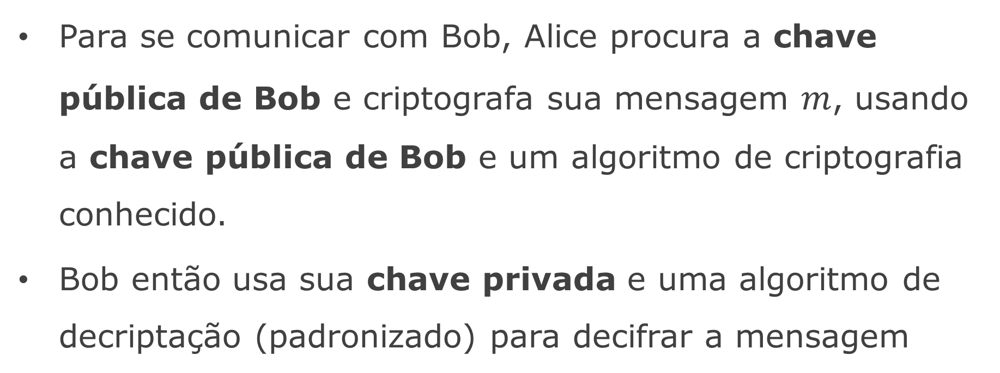 • Para se comunicar com Bob, Alice procura a chave
pública de Bob e criptografa sua mensagem m, usando
a chave pública de Bob e um algoritmo de criptografia
conhecido.
• Bob então usa sua chave privada e uma algoritmo de
decriptação (padronizado) para decifrar a mensagem